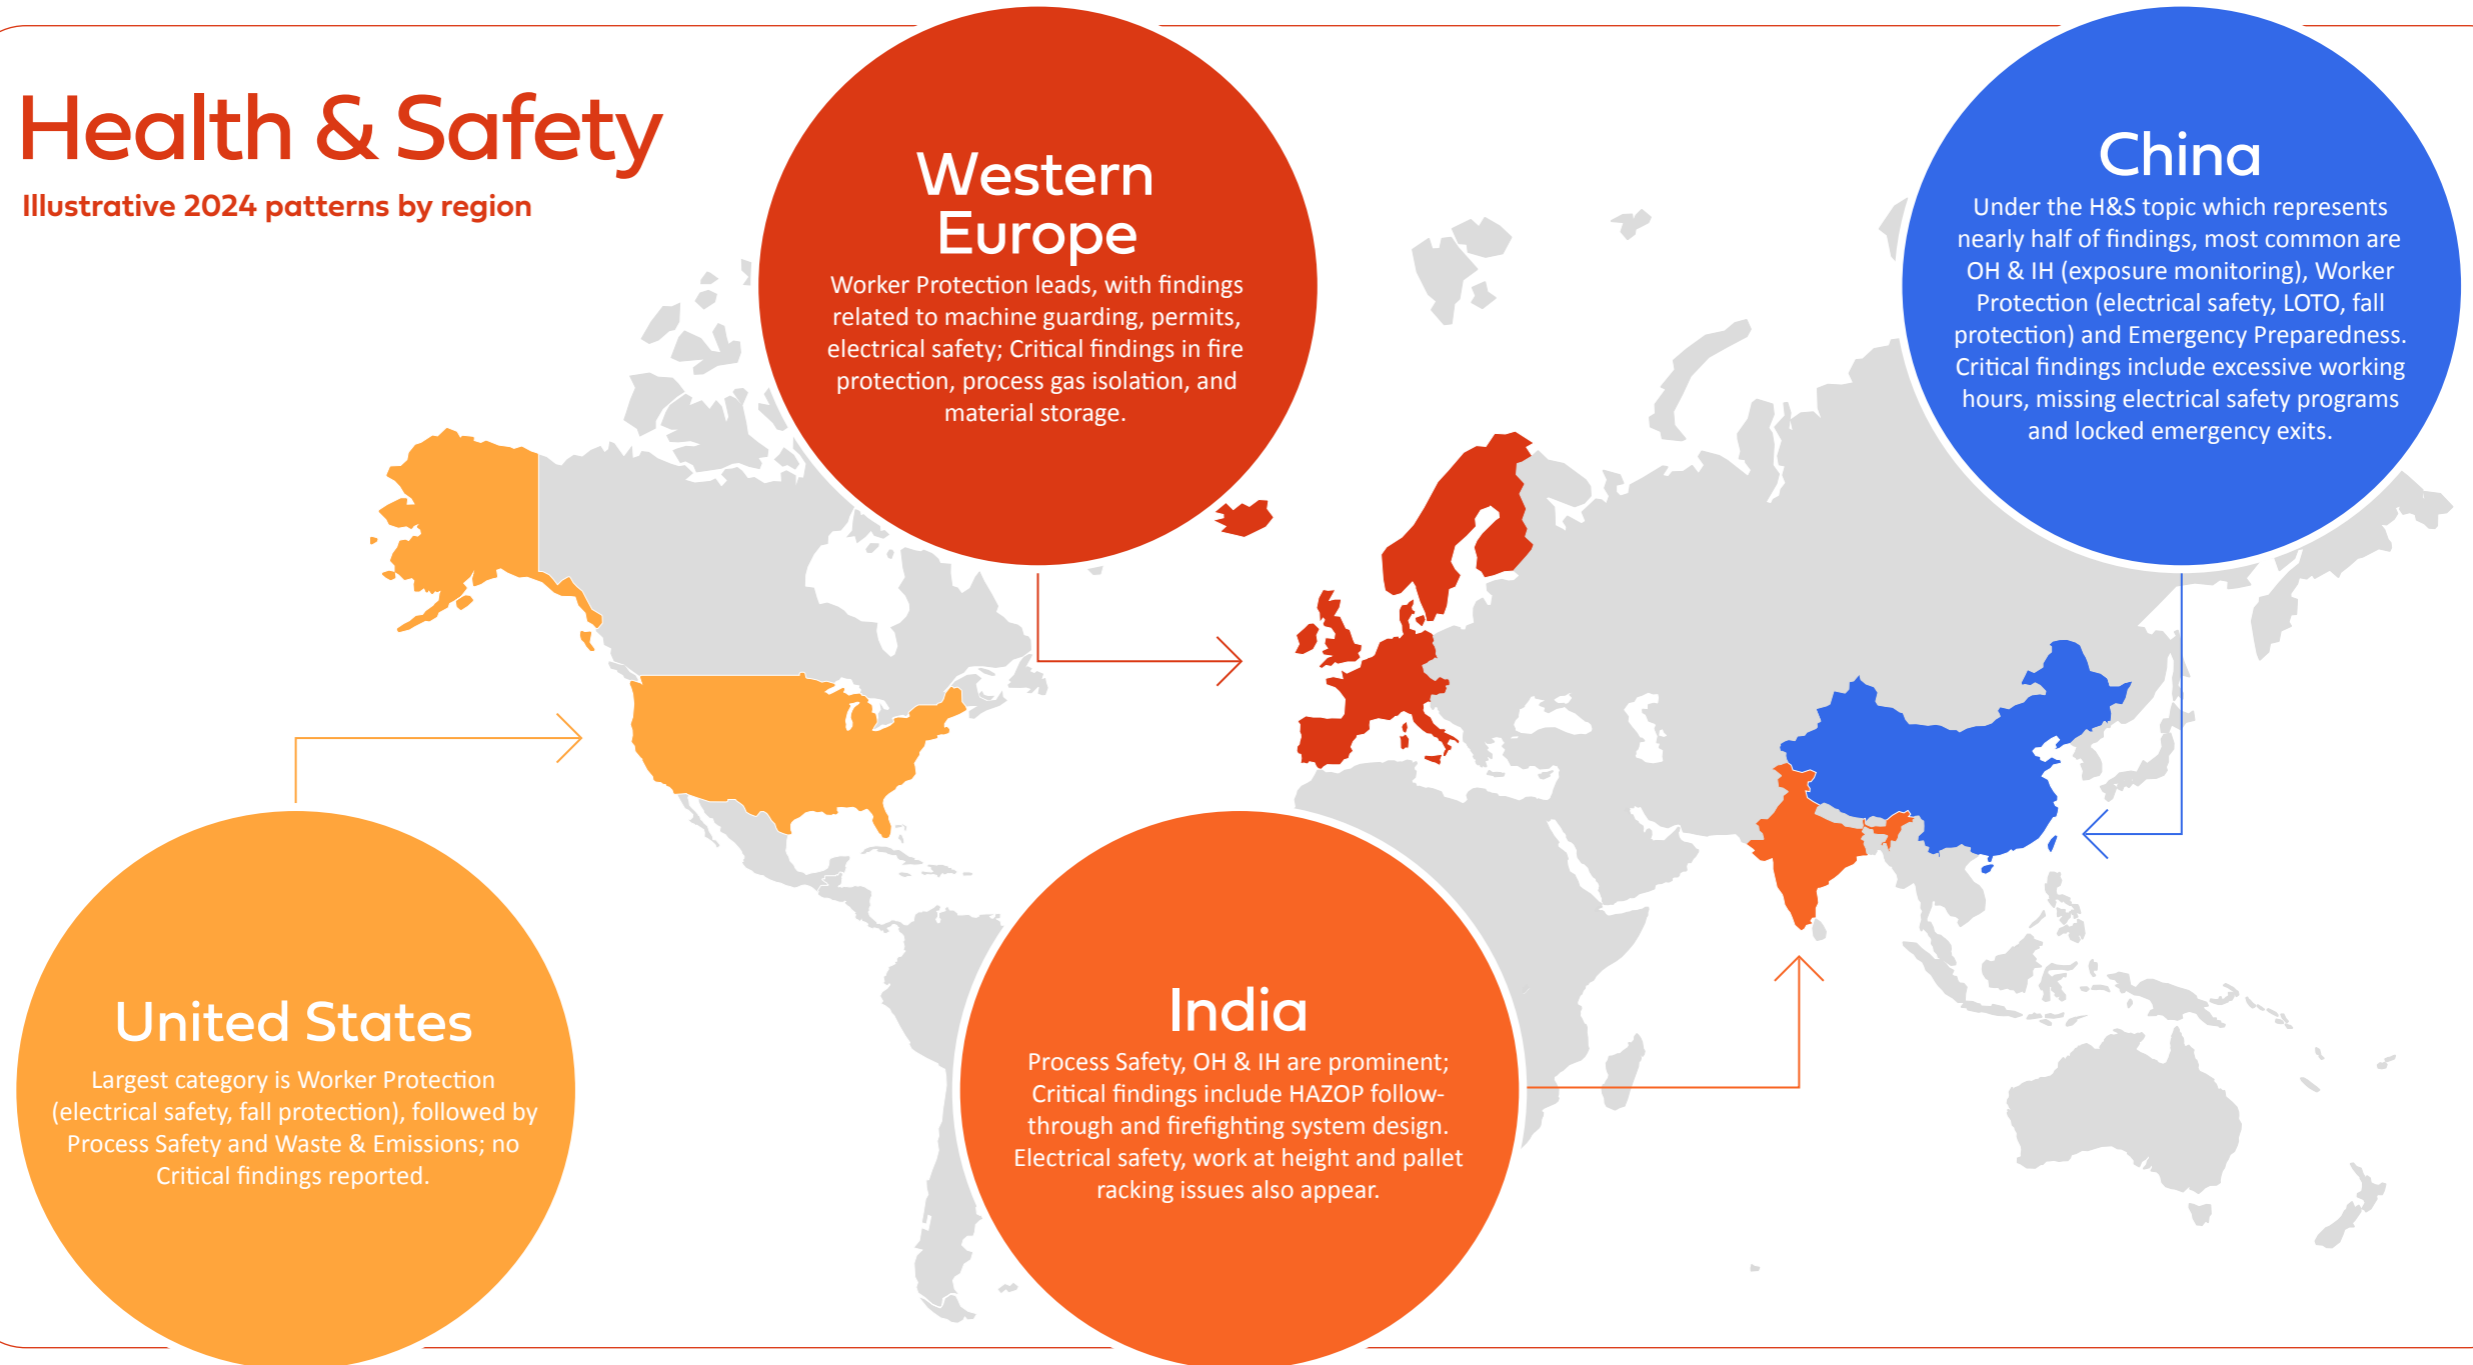 Health & Safety
Illustrative 2024 patterns by region
Western
Europe
Worker Protection leads, with findings
related to machine guarding, permits,
electrical safety; Critical findings in fire
protection, process gas isolation, and
material storage.
China
Under the H&S topic which represents
nearly half of findings, most common are
OH & IH (exposure monitoring), Worker
Protection (electrical safety, LOTO, fall
protection) and Emergency Preparedness.
Critical findings include excessive working
hours, missing electrical safety programs
and locked emergency exits.
United States
Largest category is Worker Protection
(electrical safety, fall protection), followed by
Process Safety and Waste & Emissions; no
Critical findings reported.
India
Process Safety, OH & IH are prominent;
Critical findings include HAZOP follow-
through and firefighting system design.
Electrical safety, work at height and pallet
racking issues also appear.